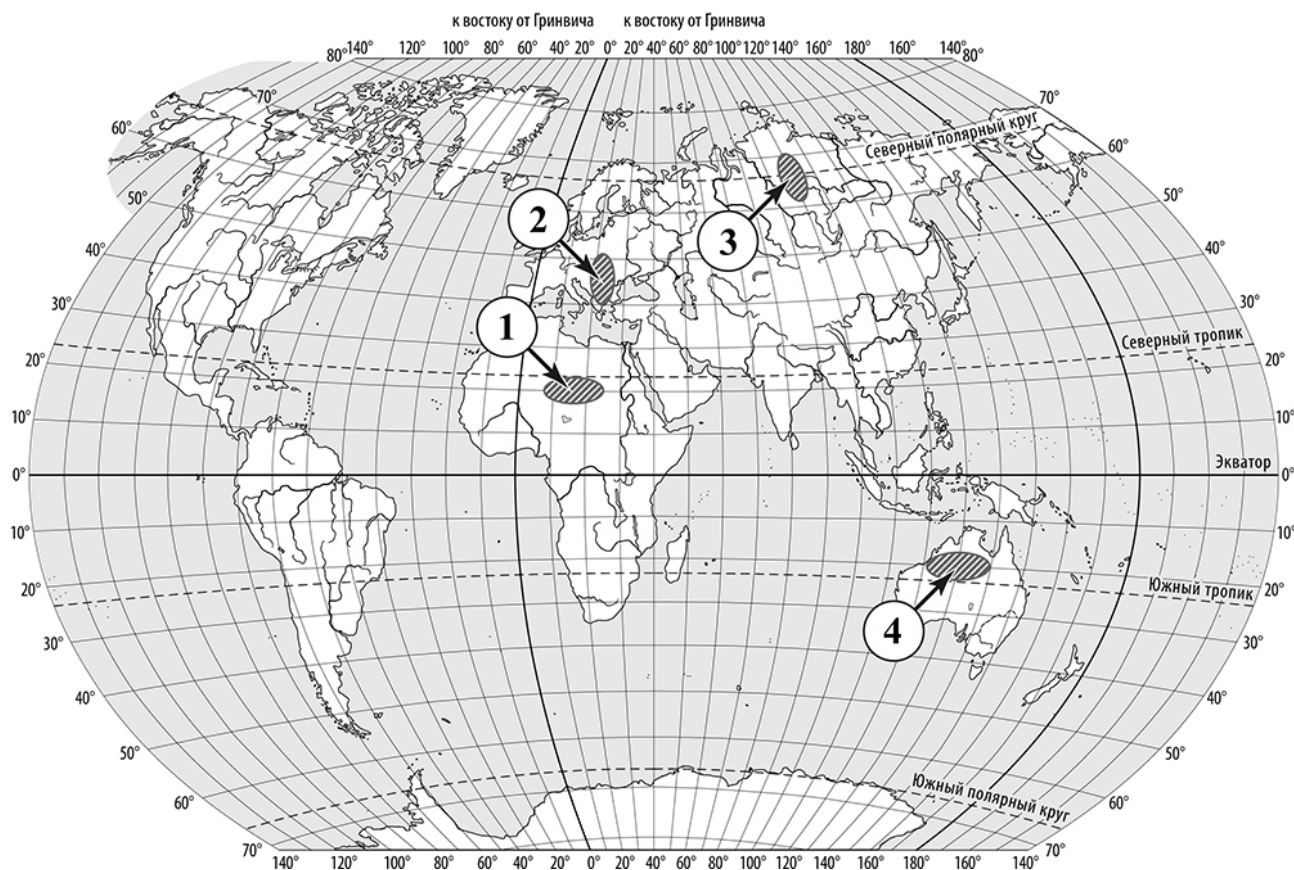 к востоку от Гринвича к востоку от Гринвича
140° 120° 100° 80° 60° 40° 20° 0° 20° 40° 60° 80° 100° 120° 140° 160° 180° 160° 140°
80° 80°
70° 70°
60° Северный полярный круг 60°
50° 50°
2
3
40° 40°
30° 30°
1
Северный тропик
20° 20°
10° 10°
Экватор
0° 0°
10° 10°
20° Южный тропик 20°
4
30° 30°
40° 40°
50° 50°
60° Южный полярный круг 60°
70° 70°
140° 120° 100° 80° 60° 40° 20° 0° 20° 40° 60° 80° 100° 120° 140° 180° 160° 140°